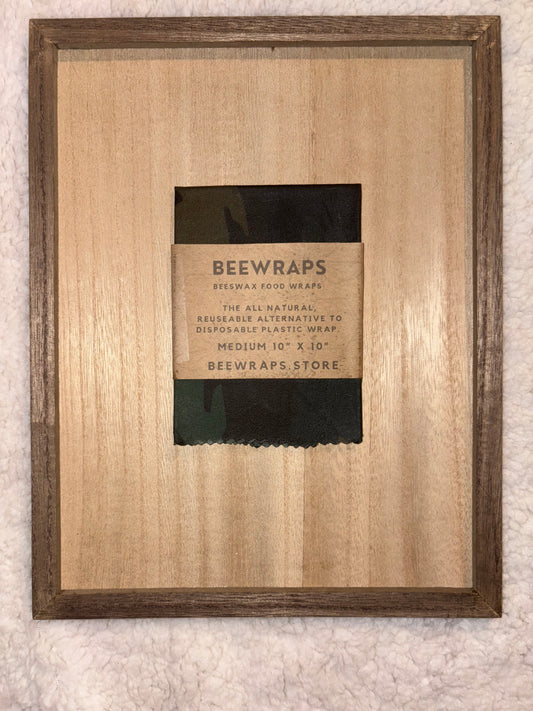 BEEWRAPS
BEESWAX FOOD WRAPS
THE ALL NATURAL,
REUSEABLE ALTERNATIVE TO
DISPOSABLE PLASTIC WRAP.
MEDIUM 10" X 10"
BEEWRAPS.STORE